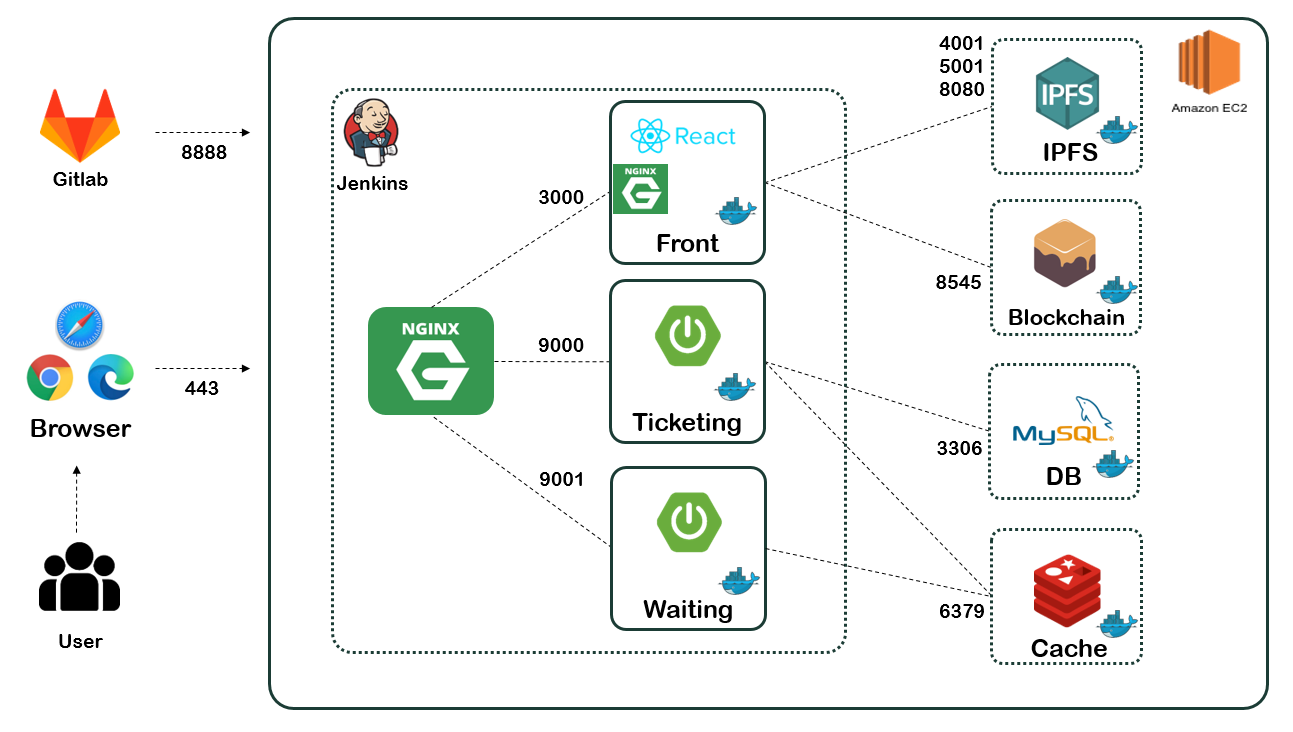 4001
5001
8080
IPFS
IPFS
Amazon EC2
Jenkins
React
NGINX
Front
3000
8888
Gitlab
8545
Blockchain
NGINX
9000
Ticketing
443
Browser
MySQL®
3306
DB
9001
Waiting
6379
Cache
User